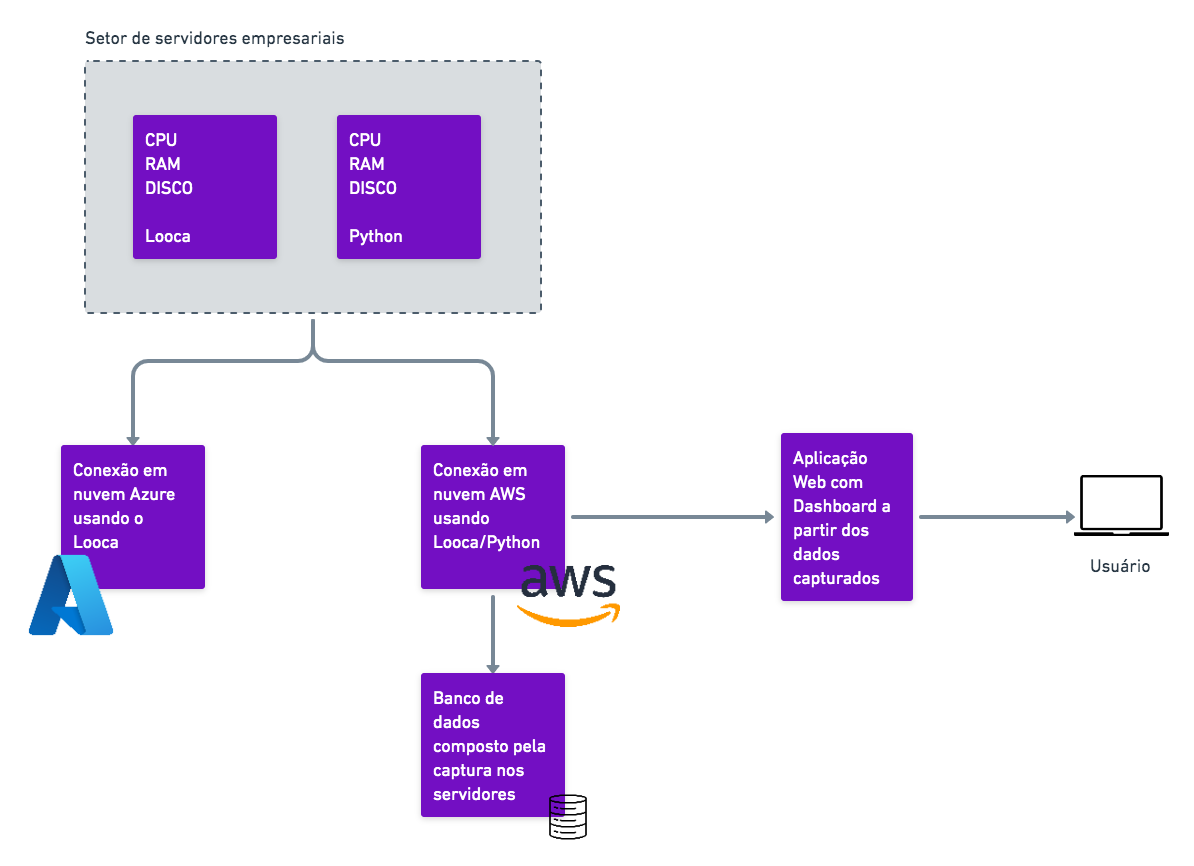 Setor de servidores empresariais
CPU
RAM
DISCO
Looca
CPU
RAM
DISCO
Python
Conexão em
nuvem Azure
usando o
Looca
Conexão em
nuvem AWS
usando
Looca/Python
aws
Aplicação
Web com
Dashboard a
partir dos
dados
capturados
Usuário
Banco de
dados
composto pela
captura nos
servidores